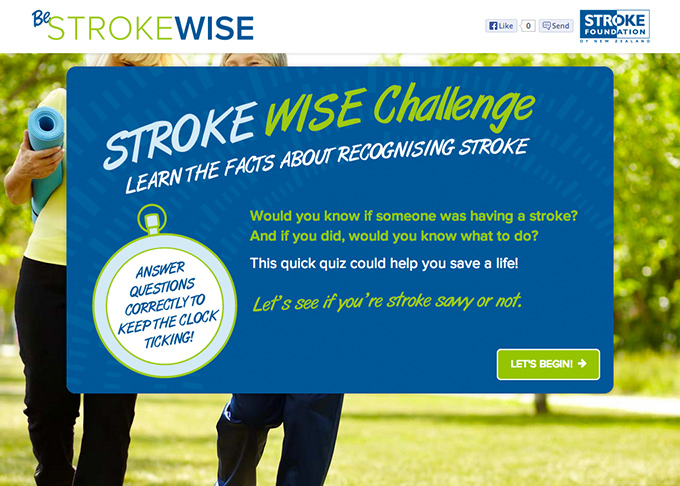 Be STROKEWISE
Like 0 Send
STROKE
FOUNDATION
OF NEW ZEALAND
STROKE WISE Challenge
LEARN THE FACTS ABOUT RECOGNISING STROKE
Would you know if someone was having a stroke?
And if you did, would you know what to do?
This quick quiz could help you save a life!
Let's see if you're stroke savvy or not.
ANSWER
QUESTIONS
CORRECTLY TO
KEEP THE CLOCK
TICKING!
LET'S BEGIN! →